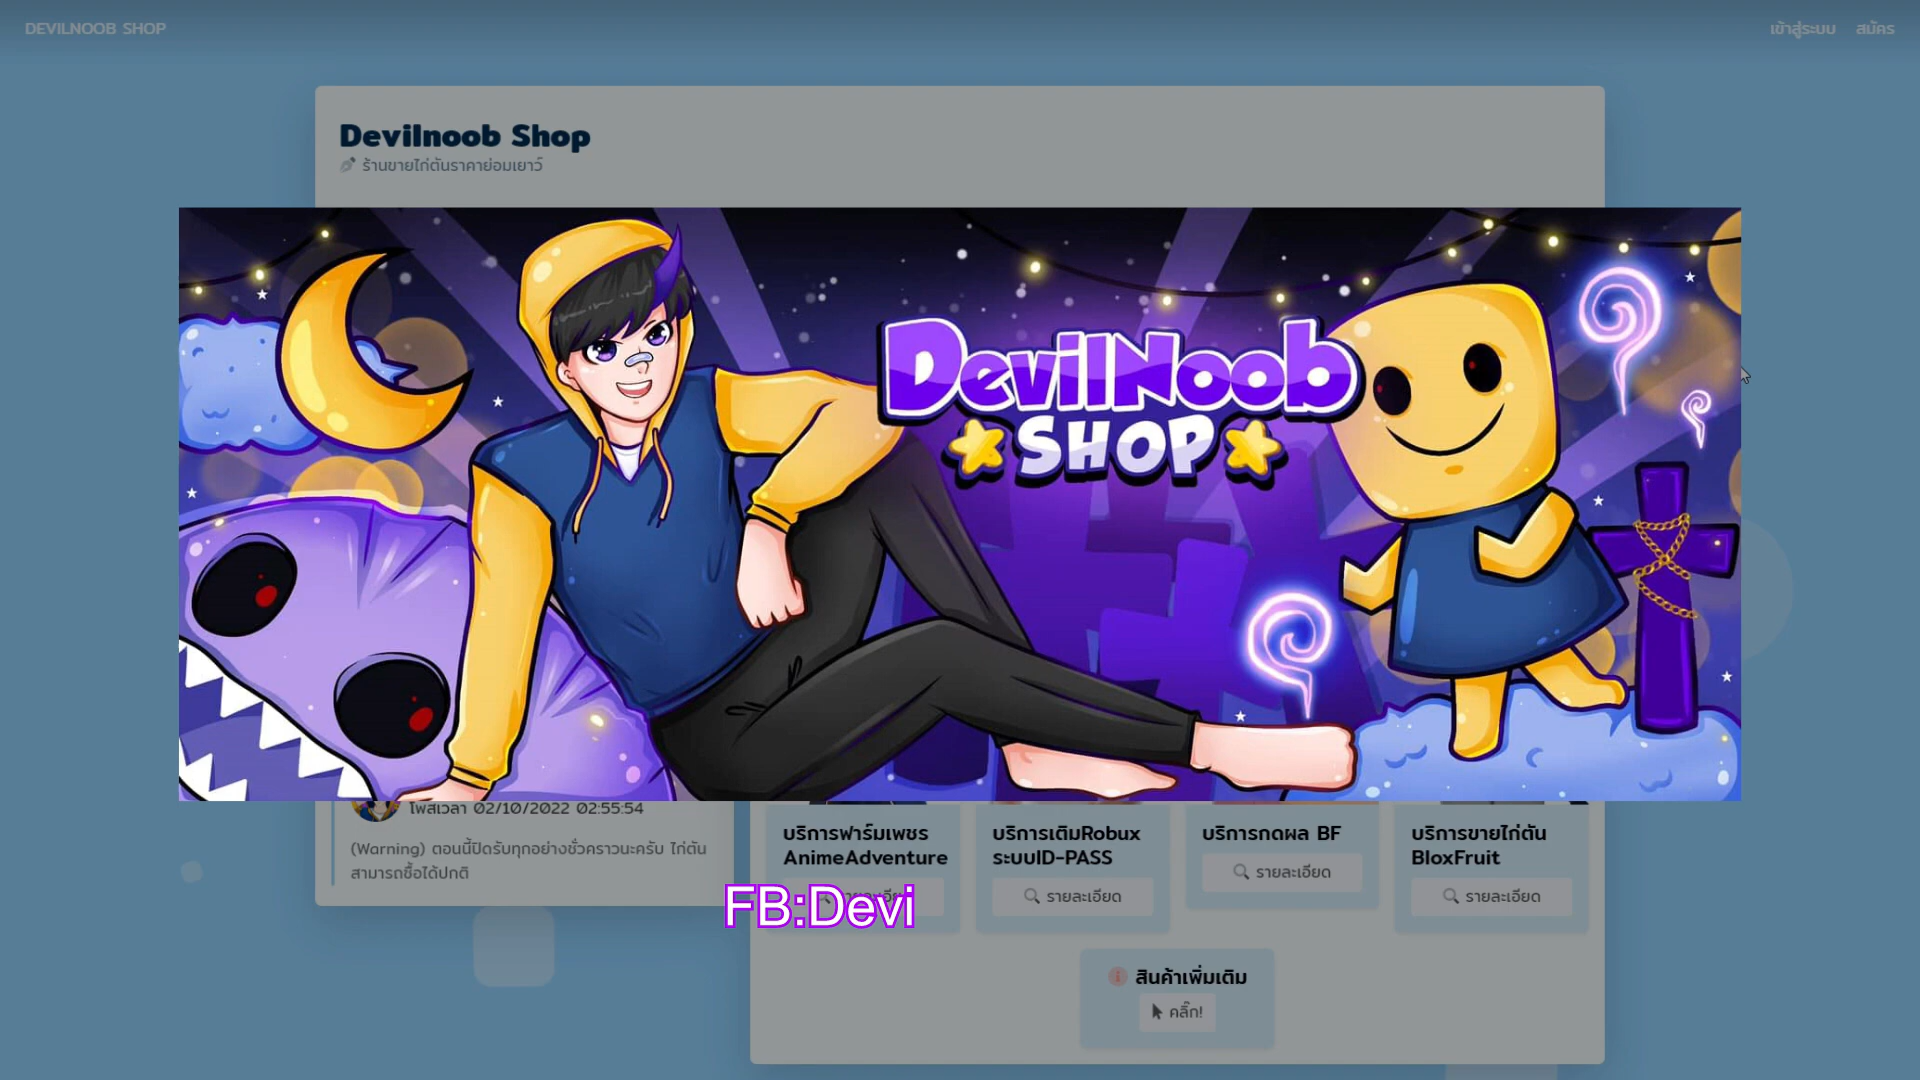 DEVILNOOB SHOP
เข้าสู่ระบบ
สมัคร
Devilnoob Shop
ร้านขายไก่ตันราคาย่อมเยาว์
DevilNoob
SHOP
โพสเวลา 02/10/2022 02:55:54
(Warning) ตอนนี้ปิดรับทุกอย่างชั่วคราวนะครับ ไก่ตัน
สามารถซื้อได้ปกติ
บริการฟาร์มเพชร
AnimeAdventure
บริการเติมRobux
ระบบID-PASS
รายละเอียด
บริการกดผล BF
รายละเอียด
บริการขายไก่ตัน
BloxFruit
รายละเอียด
FB:Devi
สินค้าเพิ่มเติม
คลิ๊ก!